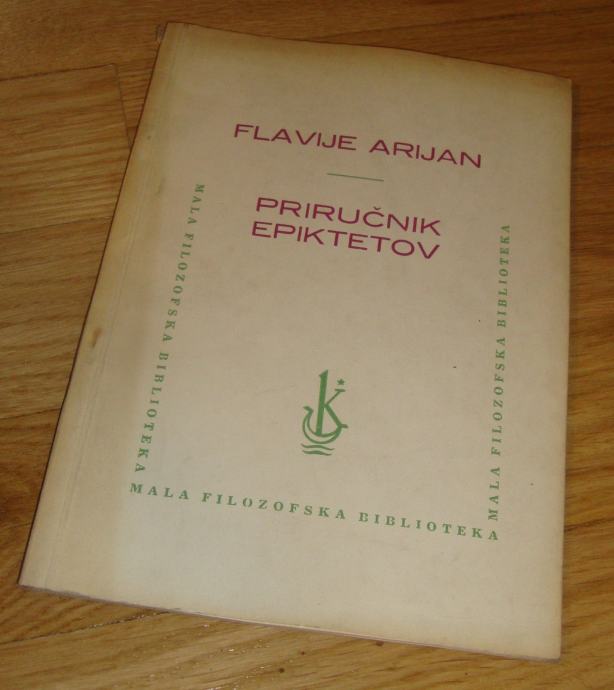 FLAVIJE ARIJAN
PRIRUČNIK
EPIKTETOV
MALA FILOZOFSKA BIBLIOTEKA
MALA FILOZOFSKA BIBLIOTEKA
MALA FILOZOFSKA BIBLIOTEKA
K